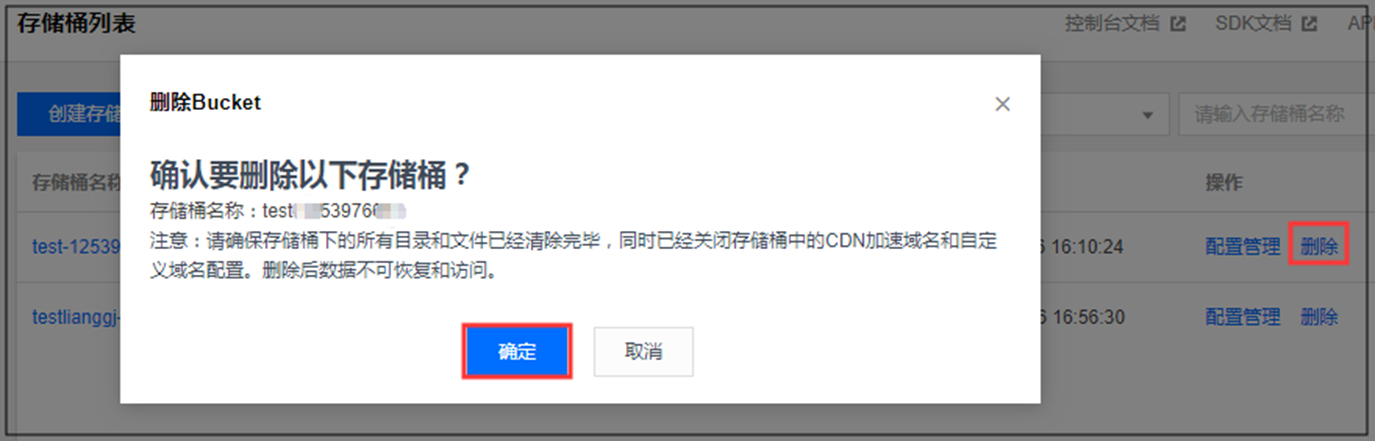 存储桶列表
控制台文档 SDK文档
创建存储
请输入存储桶名称
删除Bucket
确认要删除以下存储桶？
存储桶名称：test 539766
注意：请确保存储桶下的所有目录和文件已经清除完毕，同时已经关闭存储桶中的CDN加速域名和自定
义域名配置。删除后数据不可恢复和访问。
确定 取消
存储桶名称 操作
test-12539 16:10:24 配置管理 删除
testlianggj- 16:56:30 配置管理 删除